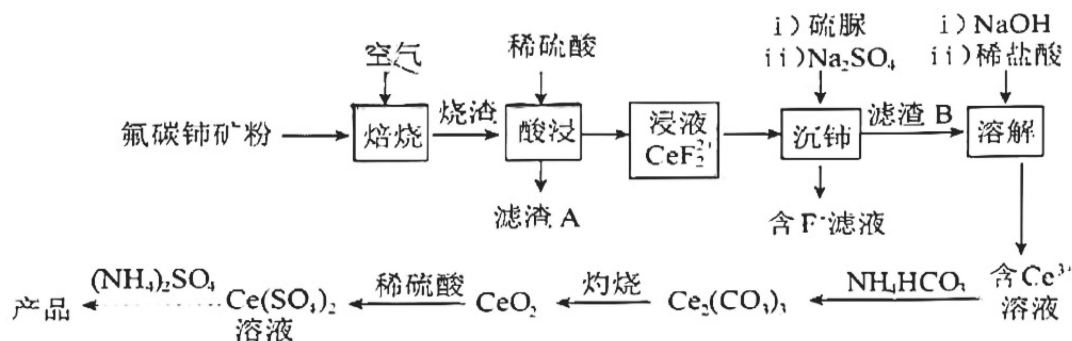 i)硫脲
ii)Na₂SO₄
i)NaOH
ii)稀盐酸
空气
稀硫酸
氟碳铈矿粉
焙烧
烧渣
酸浸
浸液
CeF₂²⁺
沉铈
滤渣 B
溶解
滤渣 A
含F⁻滤液
产品
(NH₄)₂SO₄
Ce(SO₄)₂
溶液
稀硫酸
CeO₂
灼烧
Ce₂(CO₃)₃
NH₄HCO₃
含Ce³⁺
溶液